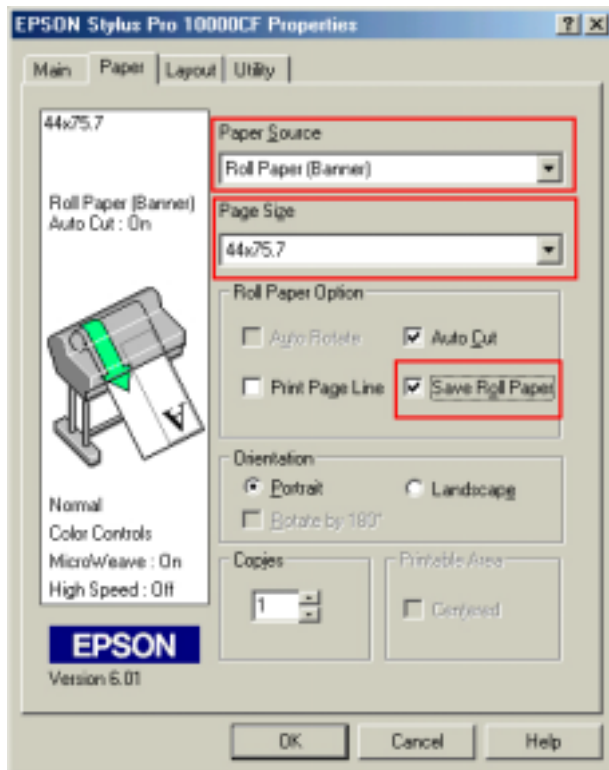 EPSON Stylus Pro 10000CF Properties
Main Paper Layout Utility
44x75.7
Roll Paper (Banner)
Auto Cut : On
A
Normal
Color Controls
MicroWeave : On
High Speed : Off
EPSON
Version 6.01
Paper Source
Roll Paper (Banner)
Page Size
44x75.7
Roll Paper Option
Auto Rotate Auto Cut
Print Page Line Save Roll Paper
Orientation
Portrait Landscape
Rotate by 180°
Copies
1
Printable Area
Centered
OK Cancel Help